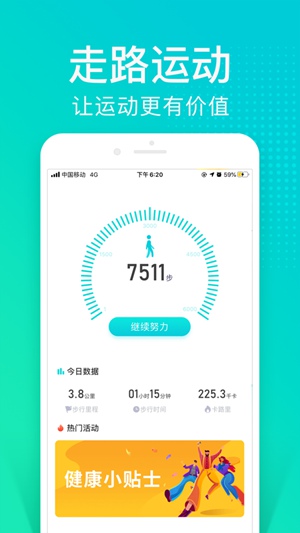 走路运动
让运动更有价值
中国移动 4G 下午6:20 59%
7511步
继续努力
今日数据
3.8公里 01小时15分钟 225.3千卡
步行里程 步行时间 卡路里
热门活动
健康小贴士